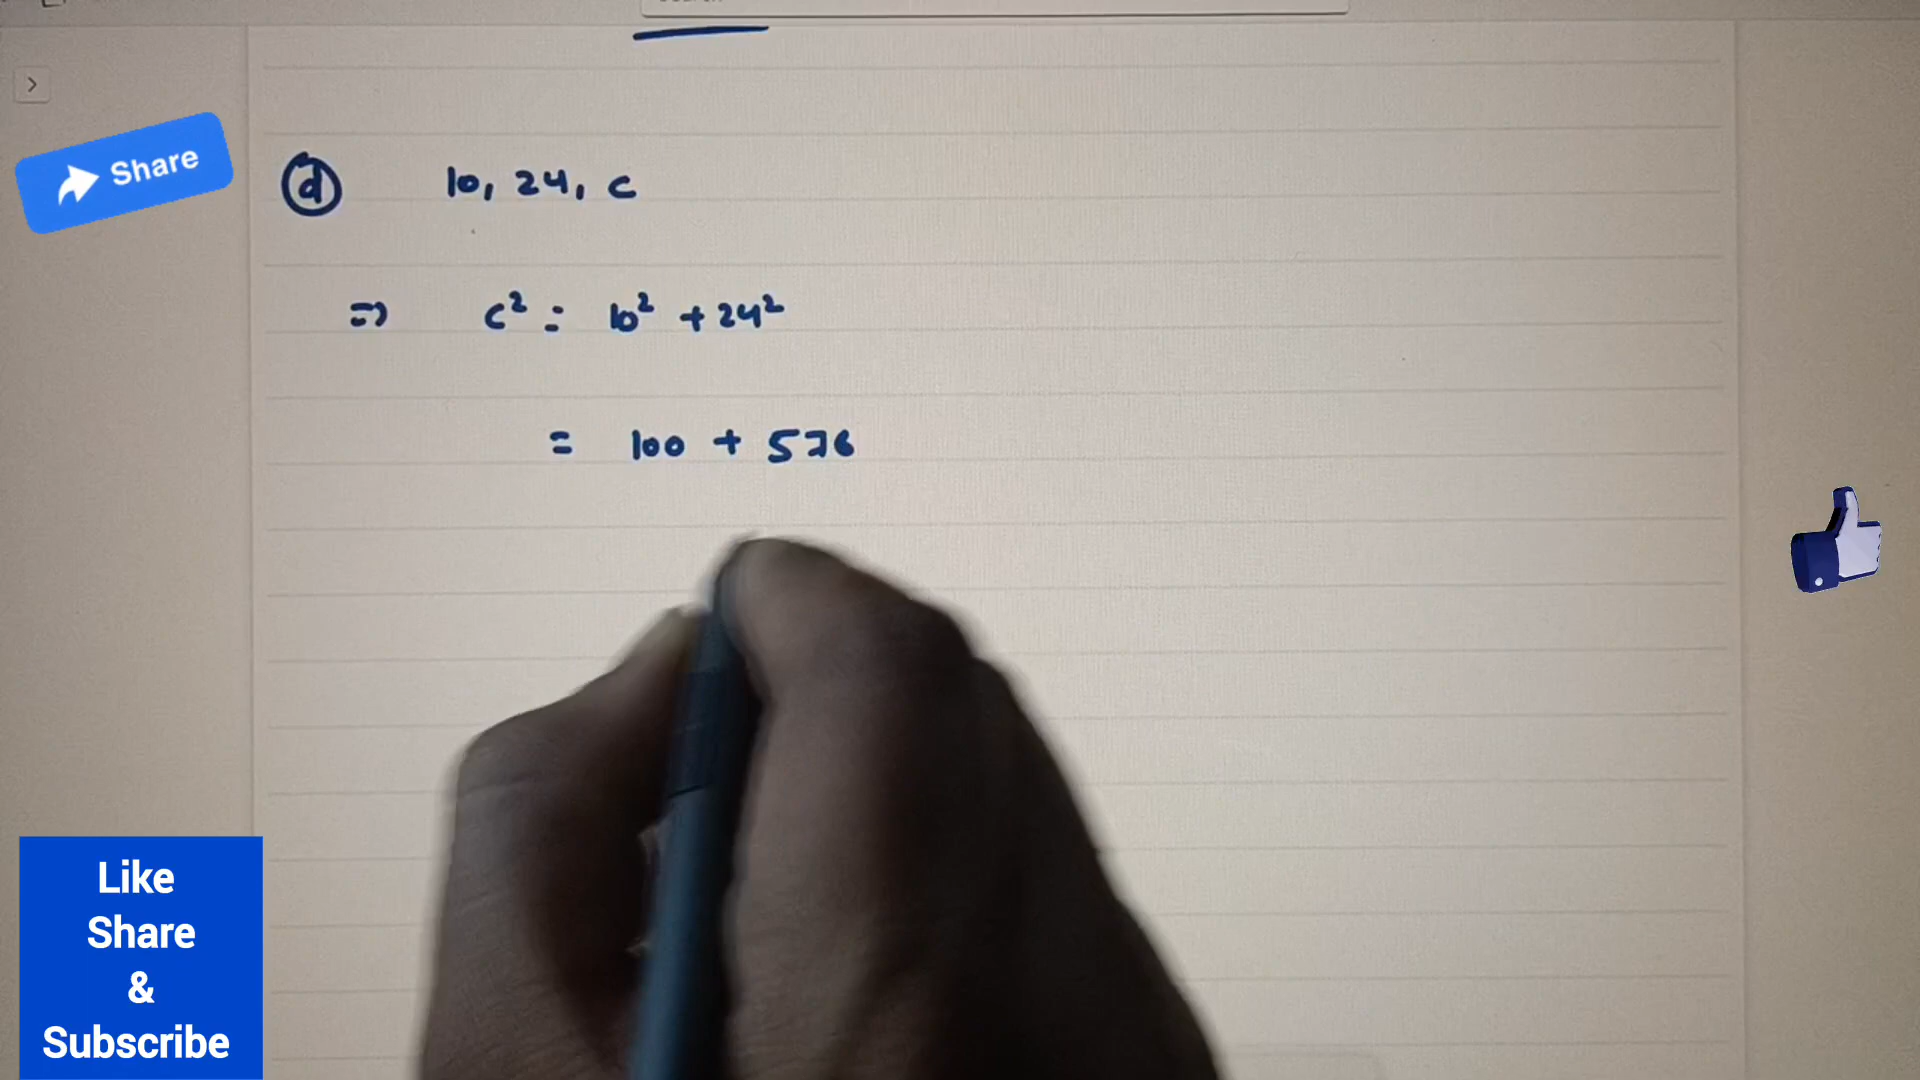 Share
ⓓ 10, 24, c
=> c² = 10² + 24²
= 100 + 576
Like
Share
&
Subscribe